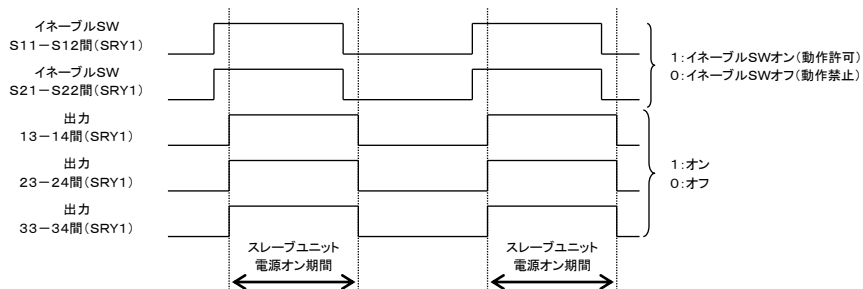 イネーブルSW
S11－S12間(SRY1)
イネーブルSW
S21－S22間(SRY1)
1:イネーブルSWオン(動作許可)
0:イネーブルSWオフ(動作禁止)
出力
13－14間(SRY1)
出力
23－24間(SRY1)
出力
33－34間(SRY1)
1:オン
0:オフ
スレーブユニット
電源オン期間
スレーブユニット
電源オン期間